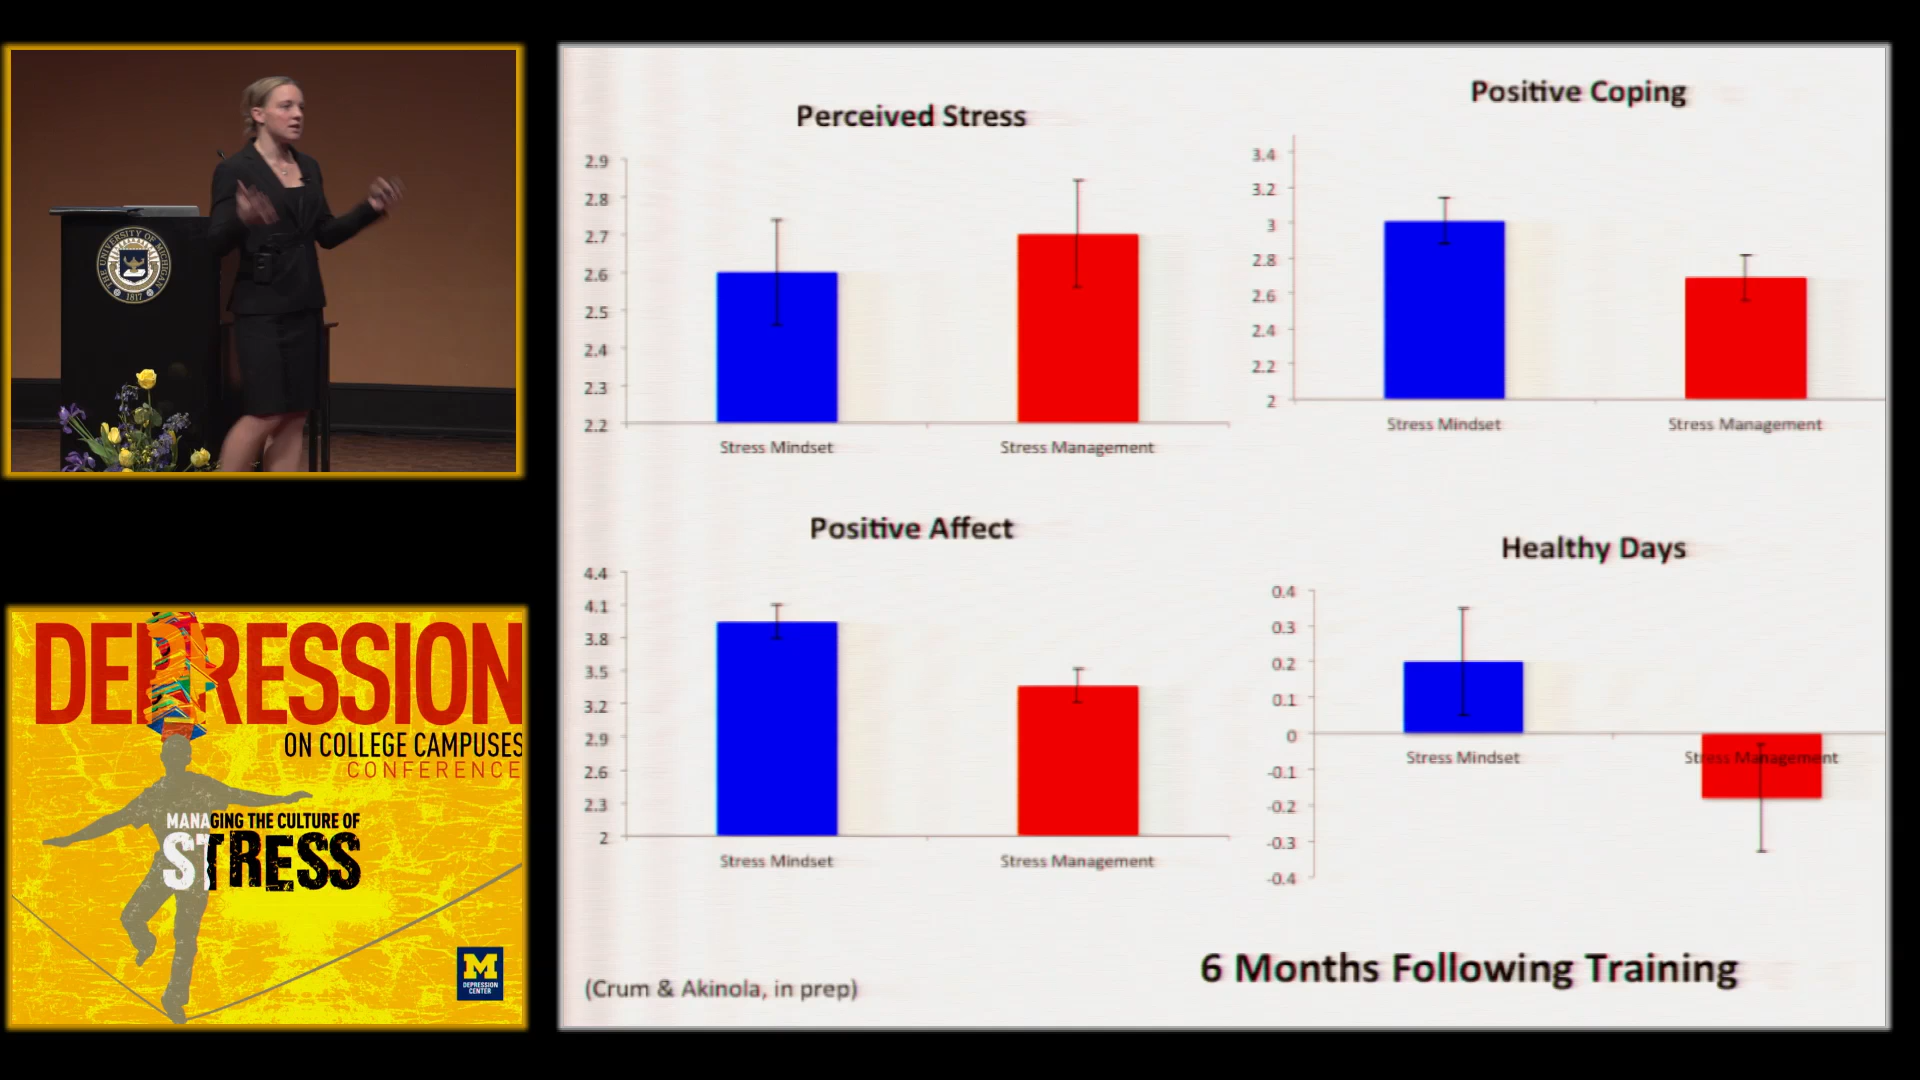 THE UNIVERSITY OF MICHIGAN
1817
DEPRESSION
ON COLLEGE CAMPUSES
CONFERENCE
MANAGING THE CULTURE OF
STRESS
M
DEPRESSION
CENTER
Perceived Stress
2.9
2.8
2.7
2.6
2.5
2.4
2.3
2.2
Stress Mindset
Stress Management
Positive Coping
3.4
3.2
3
2.8
2.6
2.4
2.2
2
Stress Mindset
Stress Management
Positive Affect
4.4
4.1
3.8
3.5
3.2
2.9
2.6
2.3
2
Stress Mindset
Stress Management
Healthy Days
0.4
0.3
0.2
0.1
0
-0.1
-0.2
-0.3
-0.4
Stress Mindset
Stress Management
(Crum & Akinola, in prep)
6 Months Following Training